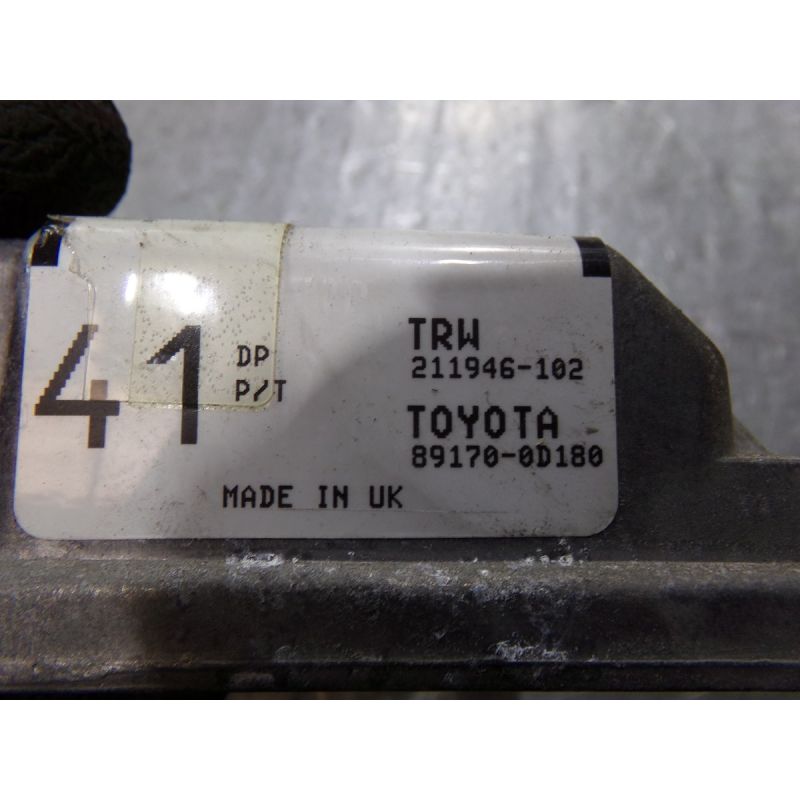 41
DP
P/T
TRW
211946-102
TOYOTA
89170-0D180
MADE IN UK